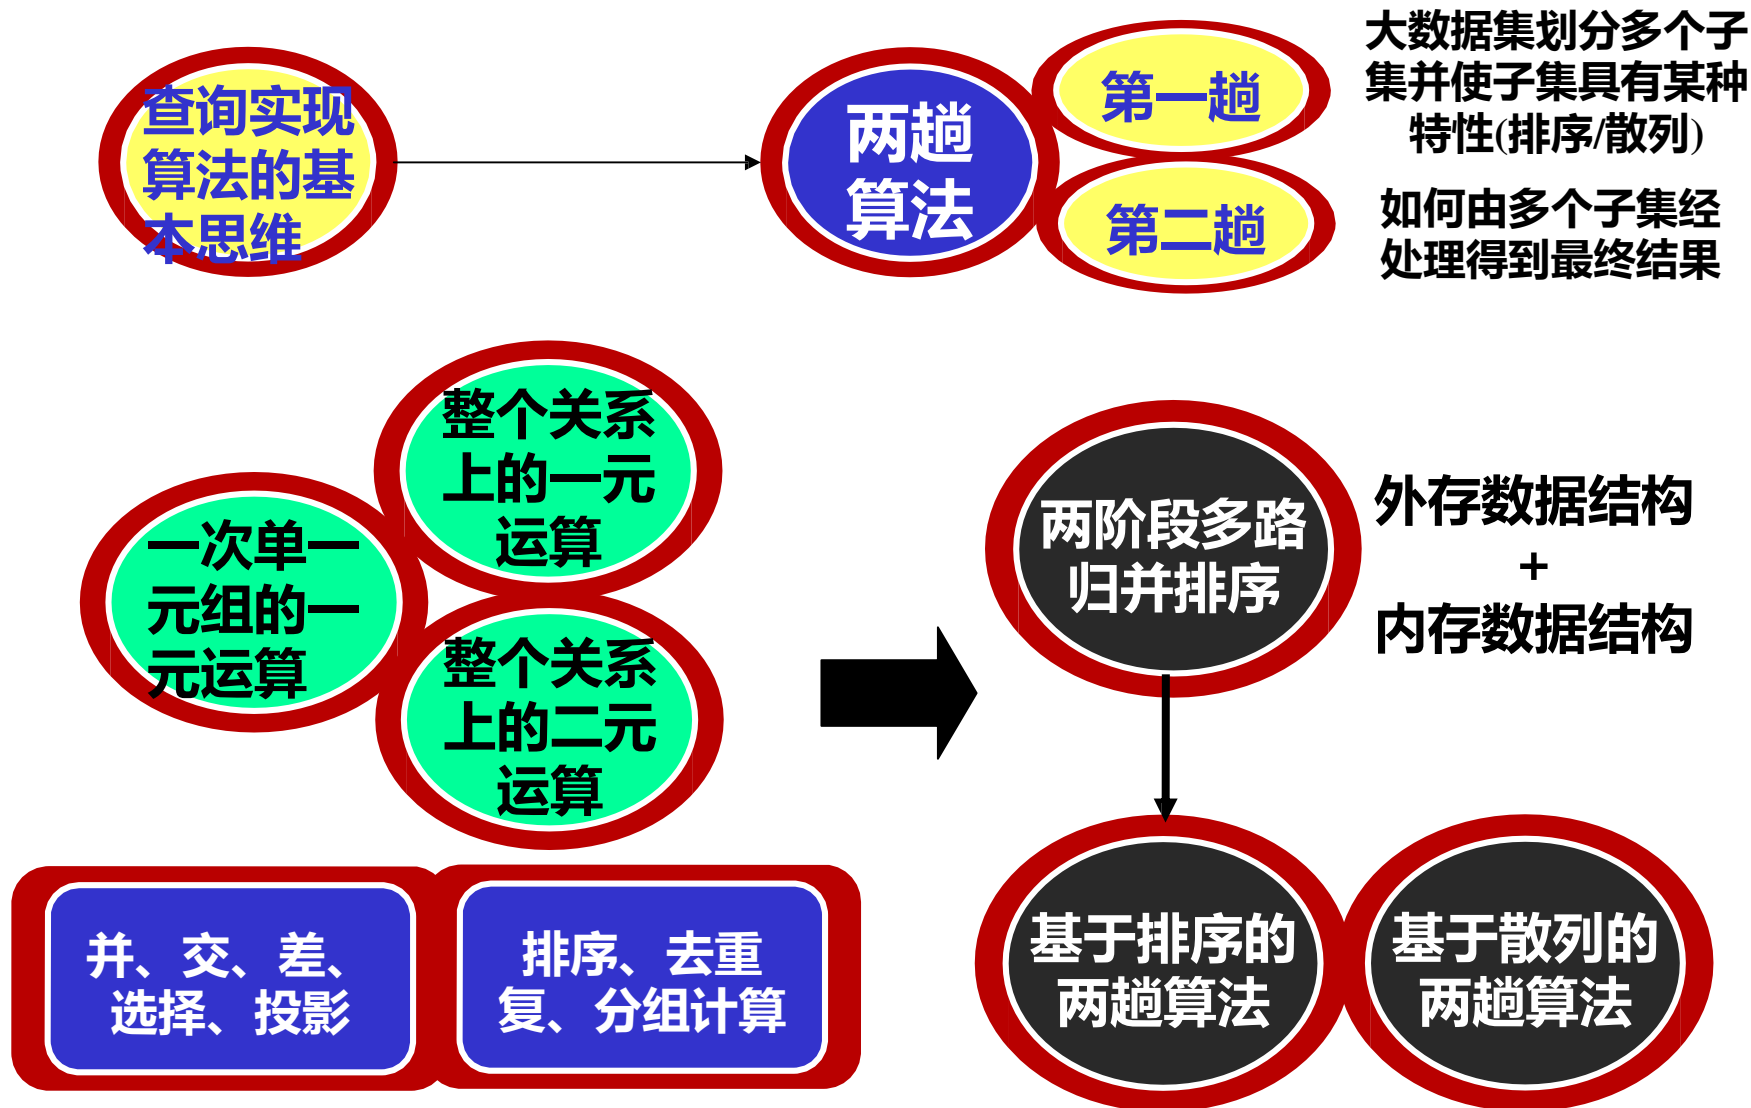 查询实现
算法的基
本思维
两趟
算法
第一趟
大数据集划分多个子
集并使子集具有某种
特性(排序/散列)
第二趟
如何由多个子集经
处理得到最终结果
一次单一
元组的一
元运算
整个关系
上的一元
运算
整个关系
上的二元
运算
并、交、差、
选择、投影
排序、去重
复、分组计算
两阶段多路
归并排序
外存数据结构
+
内存数据结构
基于排序的
两趟算法
基于散列的
两趟算法